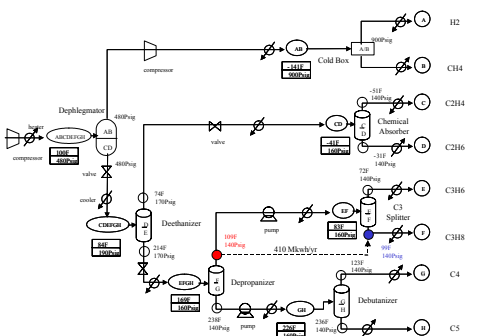 A
H2
900Psig
AB
A/B
-141F
900Psig
Cold Box
B
CH4
compressor
-51F
140Psig
C
C2H4
Dephlegmator
480Psig
CD
C
D
Chemical
Absorber
heater
ABCDEFGH
AB
CD
valve
-41F
160Psig
D
C2H6
compressor
100F
480Psig
480Psig
-31F
140Psig
valve
72F
140Psig
E
C3H6
cooler
74F
170Psig
EF
E
F
C3
Splitter
CDEFGH
D
E
Deethanizer
109F
140Psig
pump
83F
160Psig
F
C3H8
84F
190Psig
214F
170Psig
410 Mkwh/yr
99F
140Psig
123F
140Psig
G
C4
EFGH
F
G
Depropanizer
169F
160Psig
GH
G
H
Debutanizer
238F
140Psig
pump
226F
160Psig
236F
140Psig
H
C5